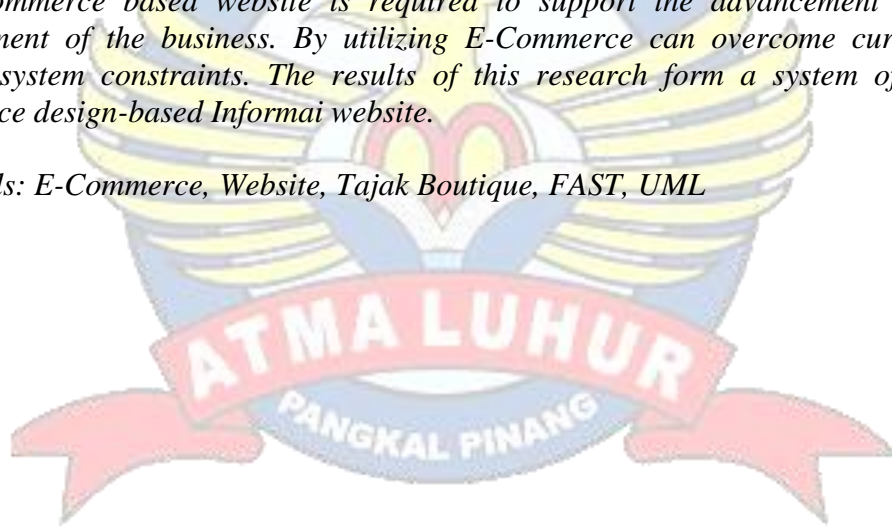 ommerce based website is required to support the advancement
ment of the business. By utilizing E-Commerce can overcome cur
system constraints. The results of this research form a system of
ce design-based Informai website.
ls: E-Commerce, Website, Tajak Boutique, FAST, UML
ATMA LUHUR
PANGKAL PINANG